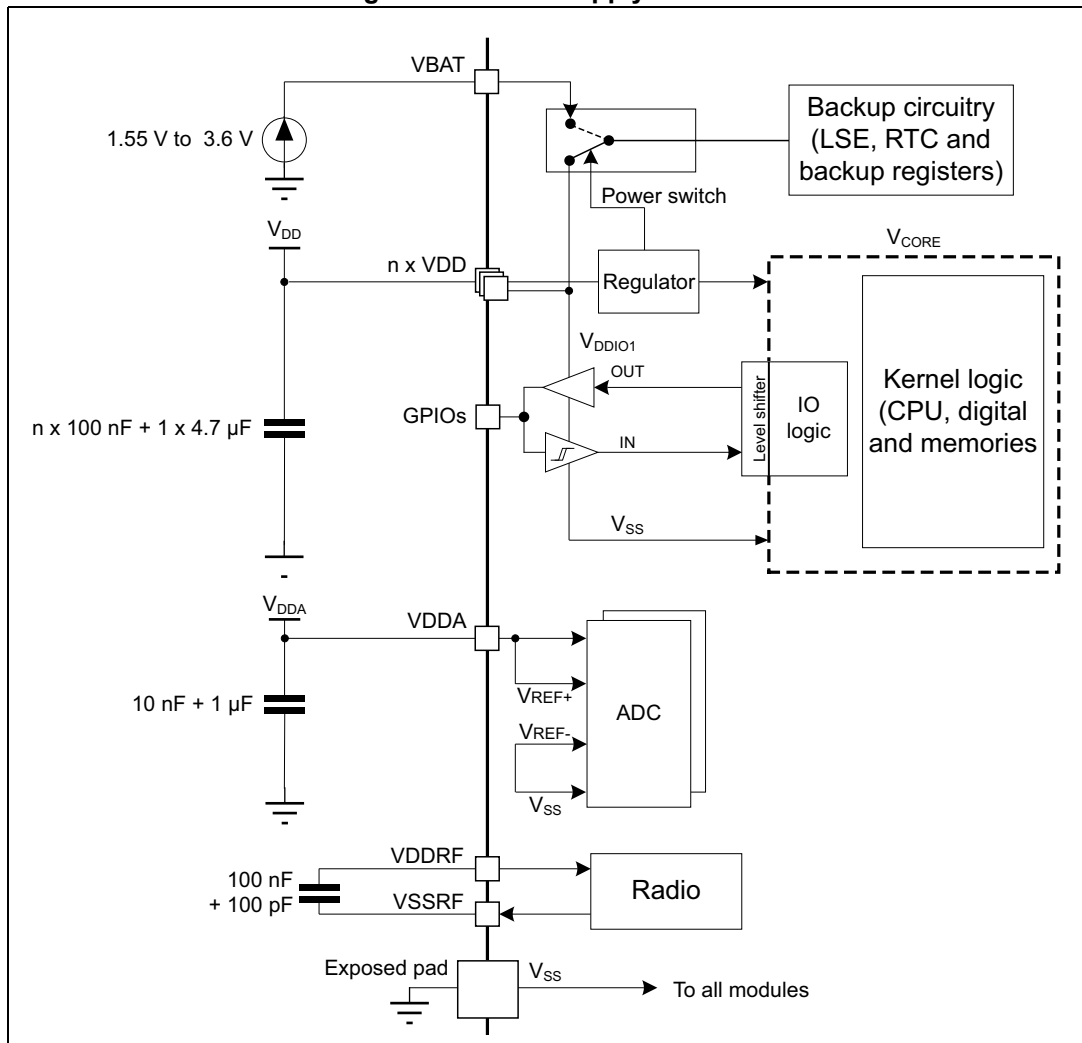 VBAT
1.55 V to 3.6 V
Backup circuitry
(LSE, RTC and
backup registers)
Power switch
VDD
n x VDD
Regulator
VCORE
VDDIO1
OUT
GPIOs
IN
Level shifter
IO
logic
Kernel logic
(CPU, digital
and memories
n x 100 nF + 1 x 4.7 µF
VSS
VDDA
VDDA
10 nF + 1 µF
VREF+
VREF-
ADC
VSS
VDDRF
100 nF
+ 100 pF
VSSRF
Radio
Exposed pad
VSS
To all modules